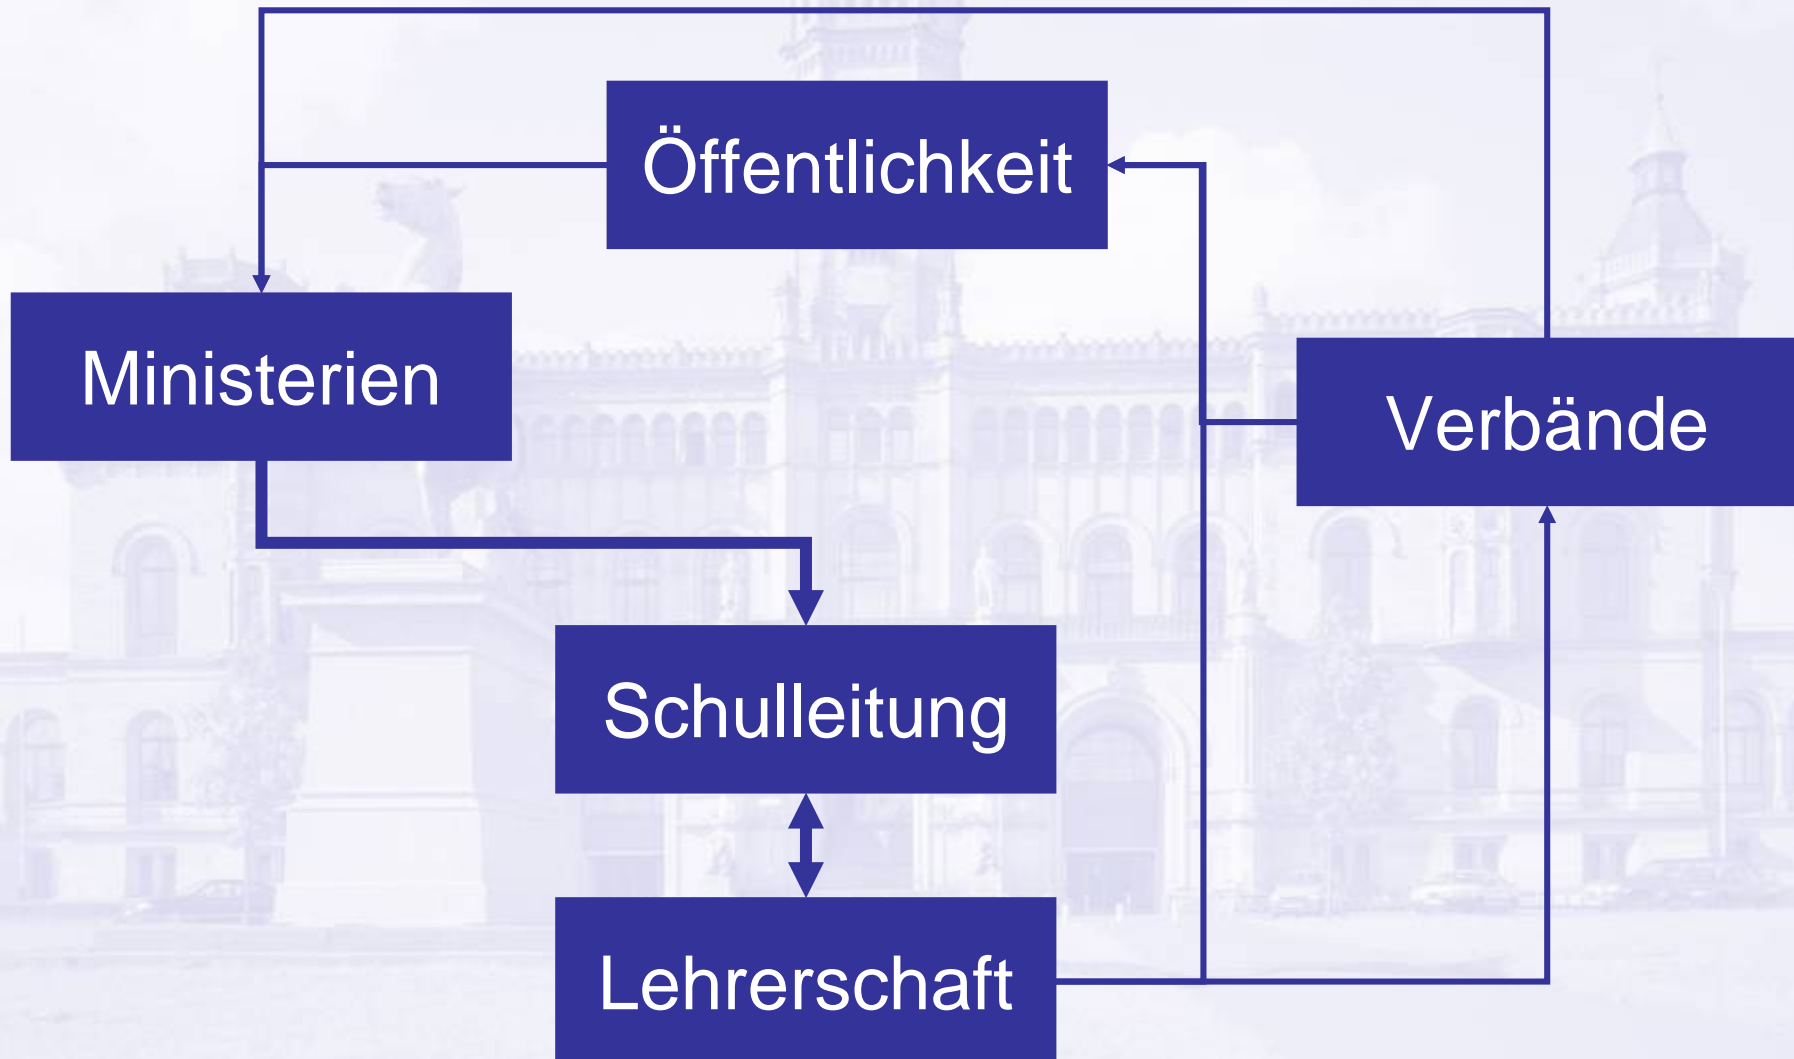 Öffentlichkeit
Ministerien
Verbände
Schulleitung
Lehrerschaft